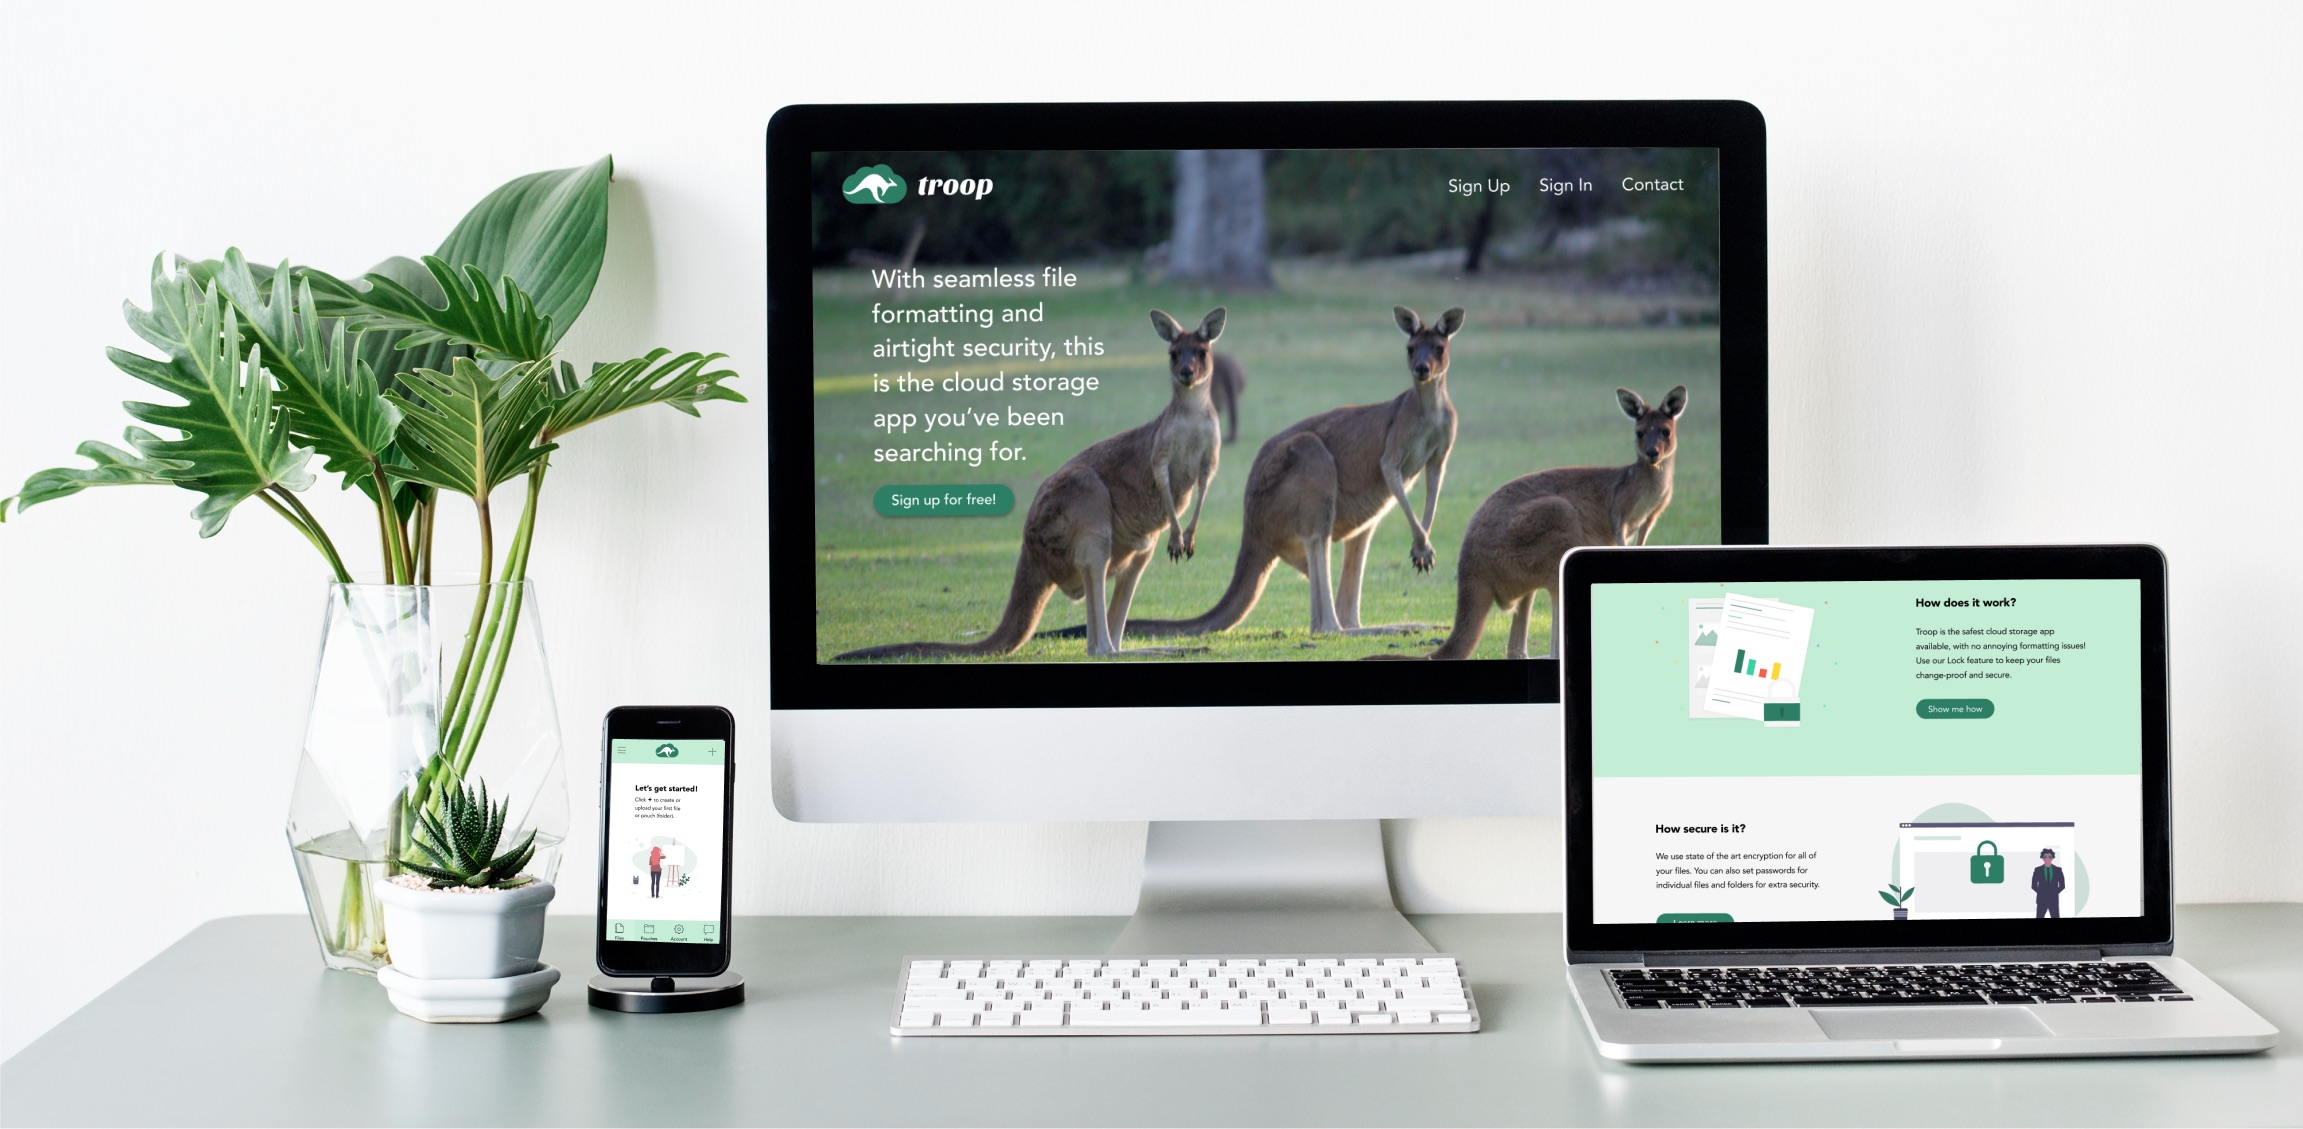 troop
Sign Up Sign In Contact
With seamless file
formatting and
airtight security, this
is the cloud storage
app you’ve been
searching for.
Sign up for free!
Let's get started!
Click + to create or
upload your first file
or pouch (folder).
Files Pouches Account Help
How does it work?
Troop is the safest cloud storage app
available, with no annoying formatting issues!
Use our Lock feature to keep your files
change-proof and secure.
Show me how
How secure is it?
We use state of the art encryption for all of
your files. You can also set passwords for
individual files and folders for extra security.
Learn more